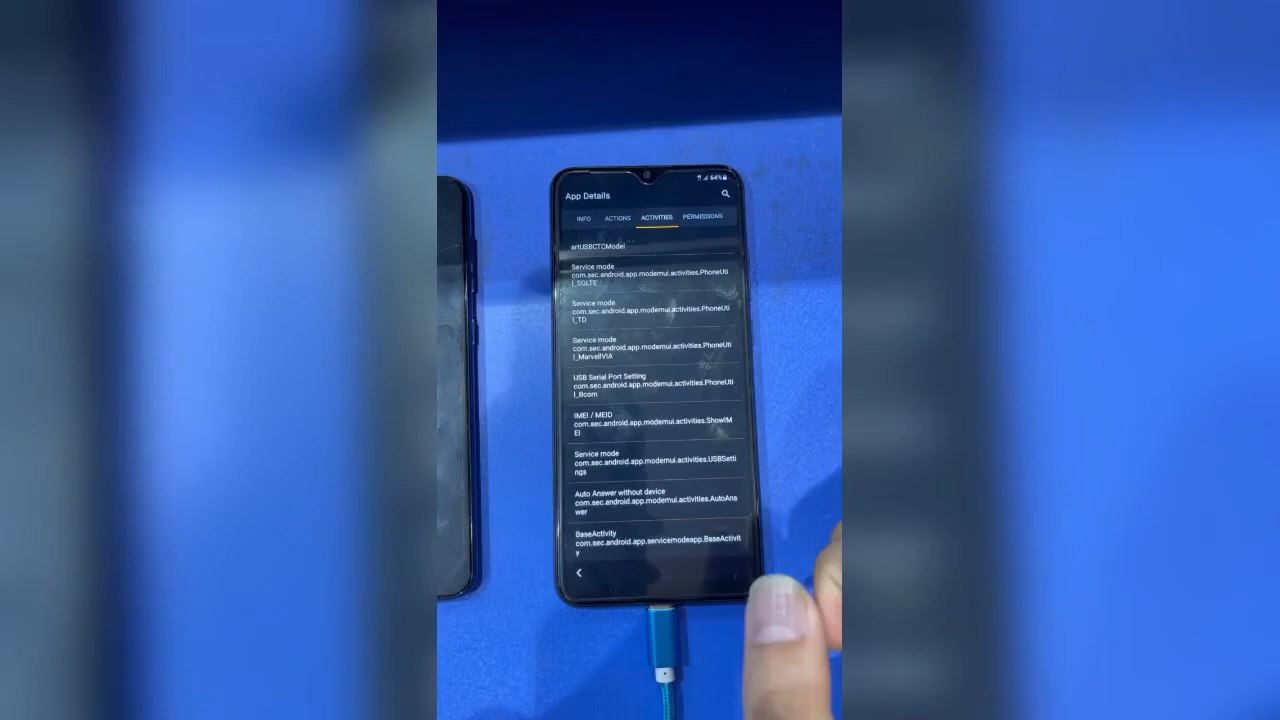 64%
App Details
INFO ACTIONS ACTIVITIES PERMISSIONS
artUSBCTCModel
Service mode
com.sec.android.app.modemui.activities.PhoneUti
l_SGLTE
Service mode
com.sec.android.app.modemui.activities.PhoneUti
l_TD
Service mode
com.sec.android.app.modemui.activities.PhoneUti
l_MarvellVIA
USB Serial Port Setting
com.sec.android.app.modemui.activities.PhoneUti
l_Bcom
IMEI / MEID
com.sec.android.app.modemui.activities.ShowIM
EI
Service mode
com.sec.android.app.modemui.activities.USBSetti
ngs
Auto Answer without device
com.sec.android.app.modemui.activities.AutoAns
wer
BaseActivity
com.sec.android.app.servicemodeapp.BaseActivit
y